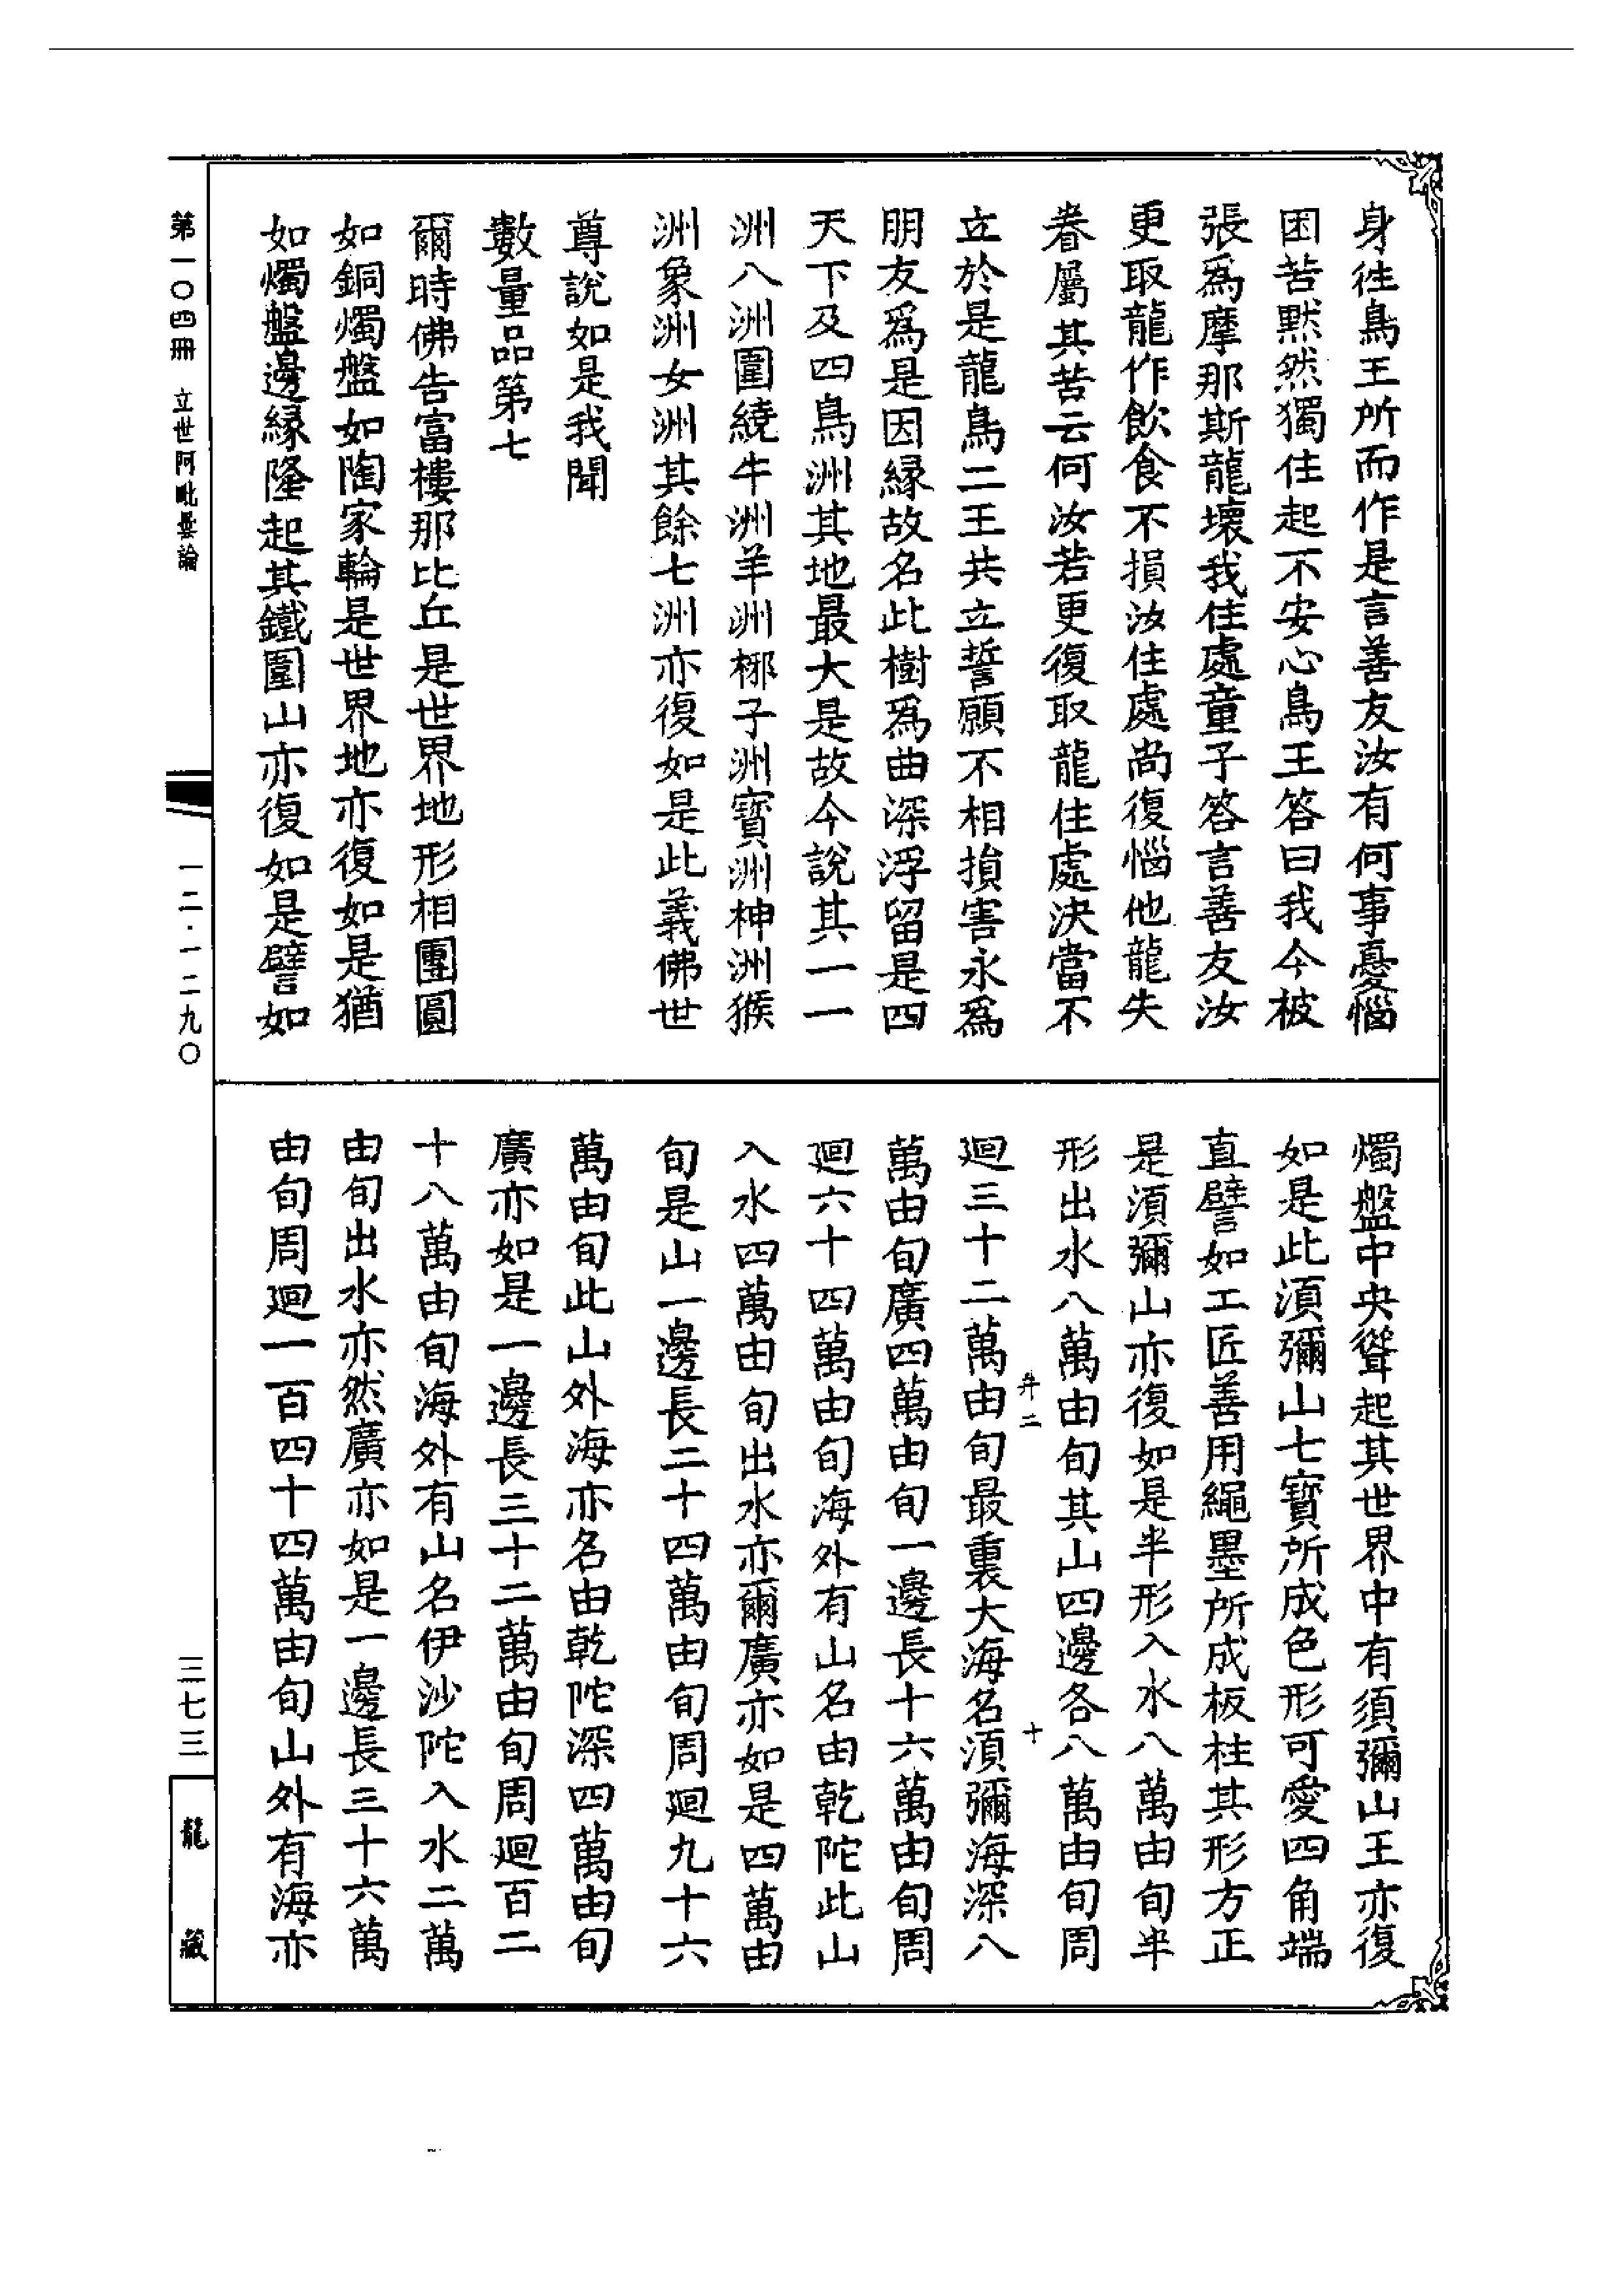 身往鳥王所而作是言善友汝有何事憂惱
困苦默然獨住起不安心鳥王答曰我今被
張爲摩那斯龍壞我住處童子答言善友汝
更取龍作飲食不損汝住處尚復惱他龍失
眷屬其苦云何汝若更復取龍住處決當不
立於是龍鳥二王共立誓願不相損害永爲
朋友爲是因緣故名此樹爲曲深浮留是四
天下及四鳥洲其地最大是故今說其一一
洲八洲圍繞牛洲羊洲梛子洲寶洲神洲猴
洲象洲女洲其餘七洲亦復如是此義佛世
尊說如是我聞
數量品第七
爾時佛告富樓那比丘是世界地形相團圓
如銅燭盤如陶家輪是世界地亦復如是猶
如燭盤邊緣隆起其鐵圍山亦復如是譬如
燭盤中央聳起其世界中有須彌山王亦復
如是此須彌山七寶所成色形可愛四角端
直譬如工匠善用繩墨所成板柱其形方正
是須彌山亦復如是半形入水八萬由旬半
形出水八萬由旬其山四邊各八萬由旬周
廻三十二萬由旬最裏大海名須彌海深八
萬由旬廣四萬由旬一邊長十六萬由旬周
廻六十四萬由旬海外有山名由乾陀此山
入水四萬由旬出水亦爾廣亦如是四萬由
旬是山一邊長二十四萬由旬周廻九十六
萬由旬此山外海亦名由乾陀深四萬由旬
廣亦如是一邊長三十二萬由旬周廻百二
十八萬由旬海外有山名伊沙陀入水二萬
由旬出水亦然廣亦如是一邊長三十六萬
由旬周廻一百四十四萬由旬山外有海亦
弁二
十
第一〇四冊 立世阿毗曇論
一二·一二九〇
三七三
龍藏